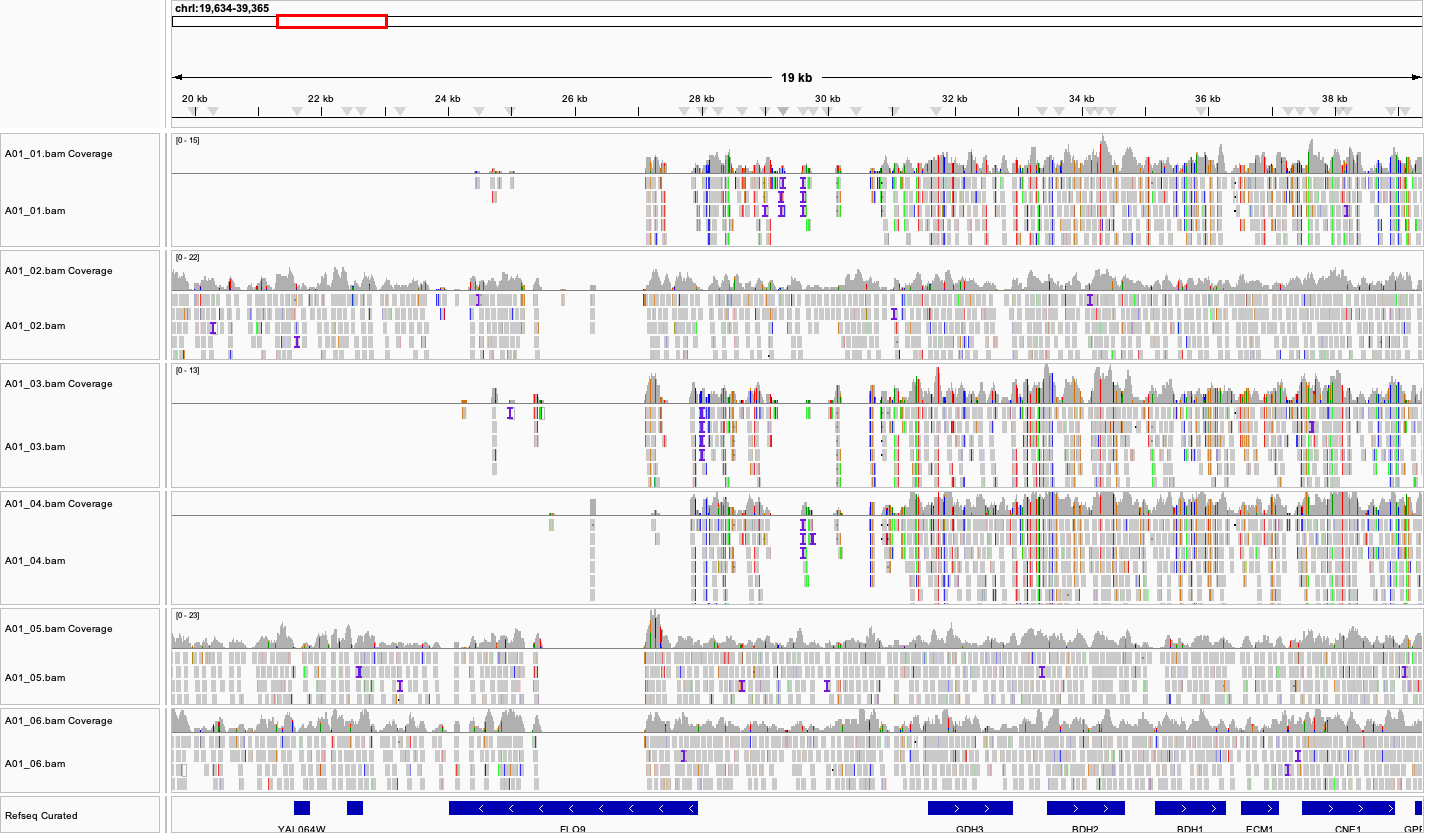 chrI:19,634-39,365
19 kb
20 kb 22 kb 24 kb 26 kb 28 kb 30 kb 32 kb 34 kb 36 kb 38 kb
[0 - 15]
A01_01.bam Coverage
A01_01.bam
[0 - 22]
A01_02.bam Coverage
A01_02.bam
[0 - 13]
A01_03.bam Coverage
A01_03.bam
A01_04.bam Coverage
A01_04.bam
[0 - 23]
A01_05.bam Coverage
A01_05.bam
A01_06.bam Coverage
A01_06.bam
Refseq Curated
YAL064W FLO9 GDH3 BDH2 BDH1 ECM1 CNE1